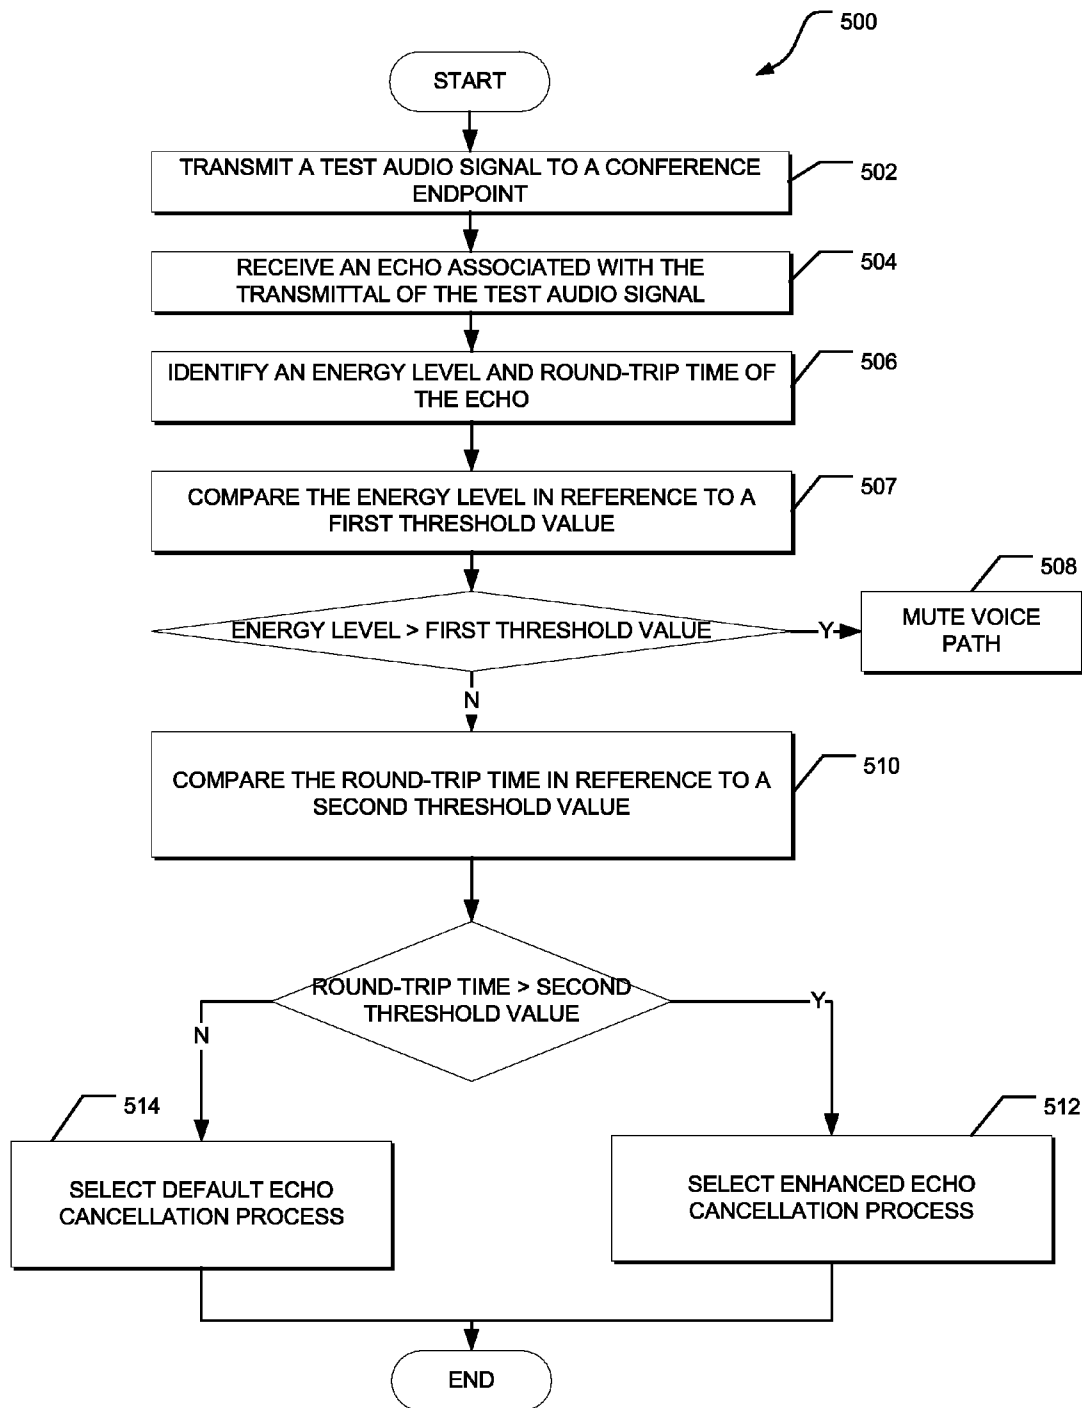 500
START
TRANSMIT A TEST AUDIO SIGNAL TO A CONFERENCE
ENDPOINT
502
RECEIVE AN ECHO ASSOCIATED WITH THE
TRANSMITTAL OF THE TEST AUDIO SIGNAL
504
IDENTIFY AN ENERGY LEVEL AND ROUND-TRIP TIME OF
THE ECHO
506
COMPARE THE ENERGY LEVEL IN REFERENCE TO A
FIRST THRESHOLD VALUE
507
ENERGY LEVEL > FIRST THRESHOLD VALUE
Y
508
MUTE VOICE
PATH
N
COMPARE THE ROUND-TRIP TIME IN REFERENCE TO A
SECOND THRESHOLD VALUE
510
ROUND-TRIP TIME > SECOND
THRESHOLD VALUE
N
Y
514
SELECT DEFAULT ECHO
CANCELLATION PROCESS
512
SELECT ENHANCED ECHO
CANCELLATION PROCESS
END